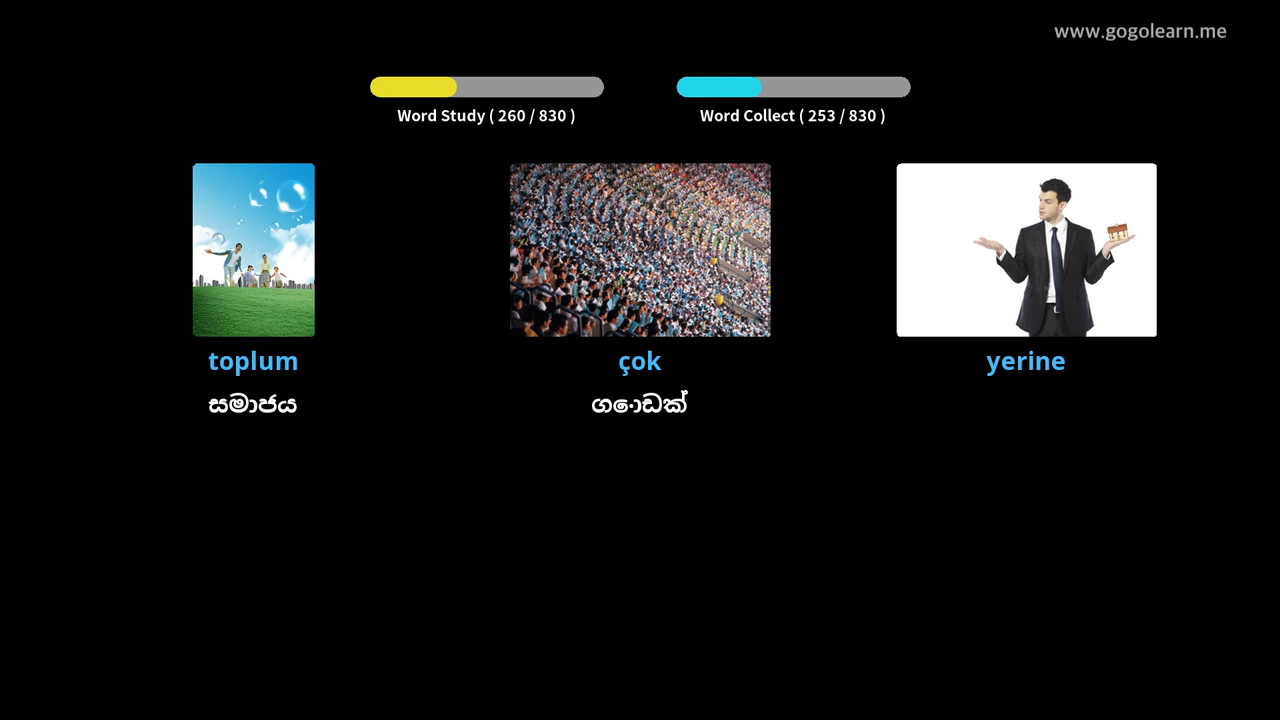 www.gogolearn.me
Word Study ( 260 / 830 )
Word Collect ( 253 / 830 )
toplum
çok
yerine
සමාජය
ගොඩක්